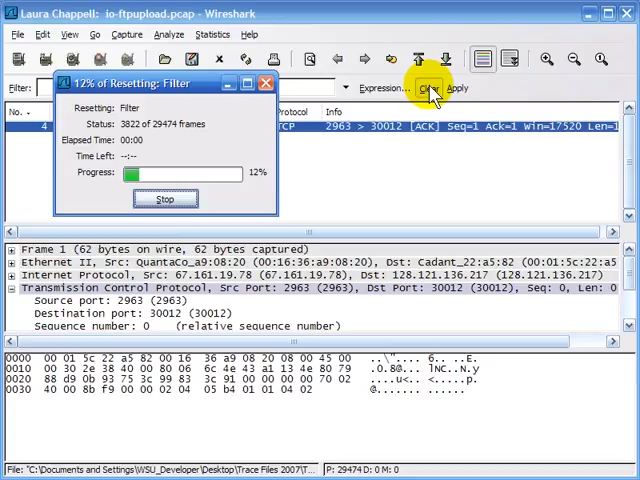 Laura Chappell: io-ftpupload.pcap - Wireshark
File Edit View Go Capture Analyze Statistics Help
Filter: Expression... Clear Apply
12% of Resetting: Filter
Resetting: Filter
Status: 3822 of 29474 frames
Elapsed Time: 00:00
Time Left: --:--
Progress: 12%
Stop
No. . Protocol Info
4 TCP 2963 > 30012 [ACK] Seq=1 Ack=1 Win=17520 Len=1
Frame 1 (62 bytes on wire, 62 bytes captured)
Ethernet II, Src: QuantaCo_a9:08:20 (00:16:36:a9:08:20), Dst: Cadant_22:a5:82 (00:01:5c:22:a5:82)
Internet Protocol, Src: 67.161.19.78 (67.161.19.78), Dst: 128.121.136.217 (128.121.136.217)
Transmission Control Protocol, Src Port: 2963 (2963), Dst Port: 30012 (30012), Seq: 0, Len: 0
Source port: 2963 (2963)
Destination port: 30012 (30012)
Sequence number: 0 (relative sequence number)
0000 00 01 5c 22 a5 82 00 16 36 a9 08 20 08 00 45 00 ..\".... 6.. ..E.
0010 00 30 2e 38 40 00 80 06 6c 4e 43 a1 13 4e 80 79 .0.8@... lNC..N.y
0020 88 d9 0b 93 75 3c 99 83 3c 91 00 00 00 00 70 02 ....u<.. <.....p.
0030 40 00 8b f9 00 00 02 04 05 b4 01 01 04 02 @....... ......
File: "C:\Documents and Settings\WSU_Developer\Desktop\Trace Files 2007\T... P: 29474 D: 0 M: 0